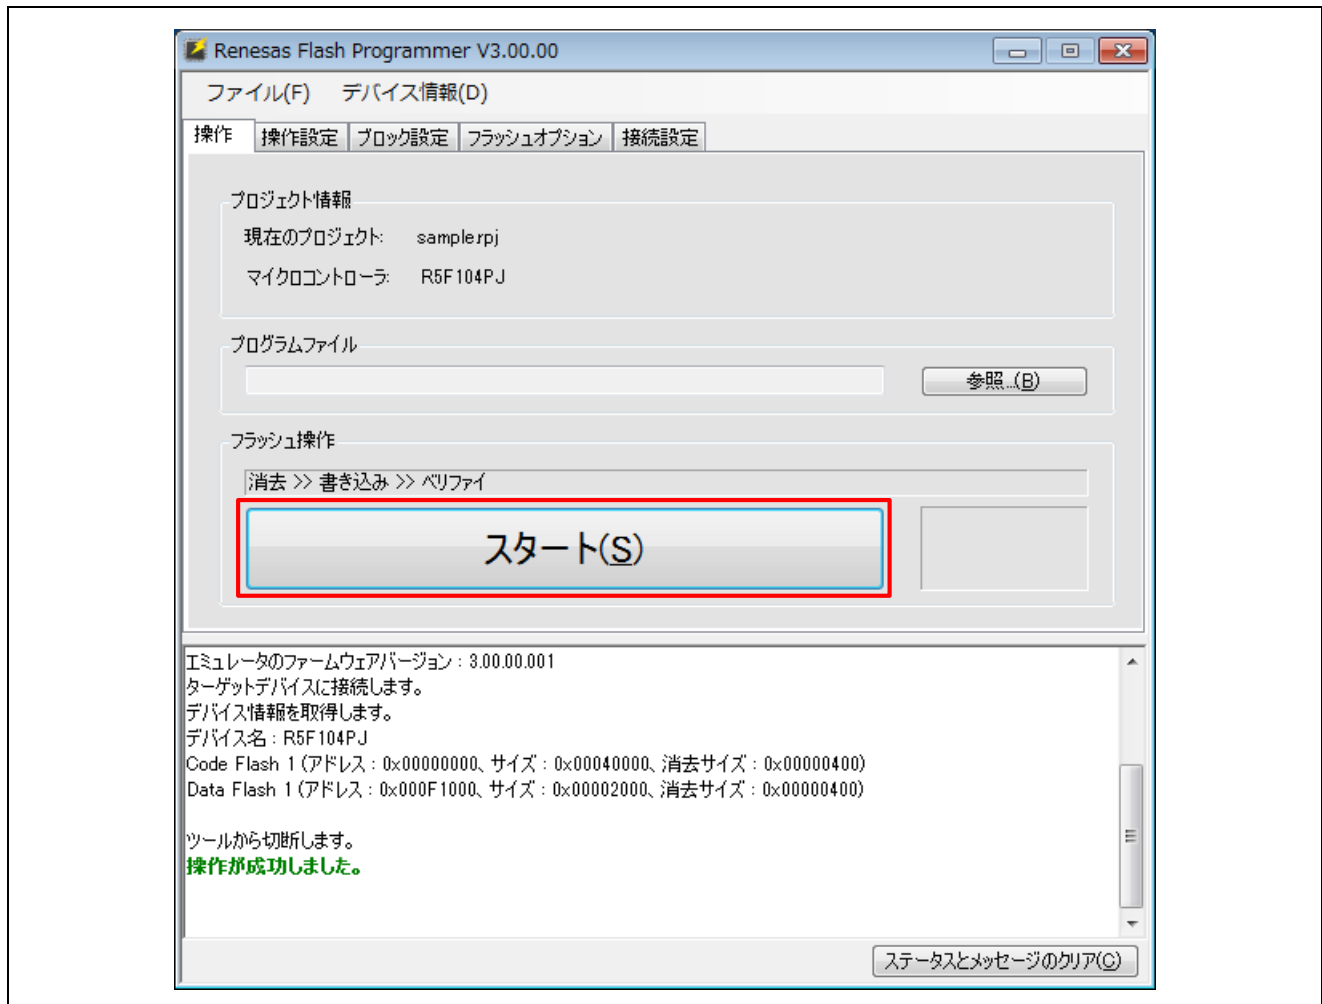 Renesas Flash Programmer V3.00.00
ファイル(F) デバイス情報(D)
操作 操作設定 ブロック設定 フラッシュオプション 接続設定
プロジェクト情報
現在のプロジェクト: sample.rpj
マイクロコントローラ: R5F104PJ
プログラムファイル
参照...(B)
フラッシュ操作
消去 >> 書き込み >> ベリファイ
スタート(S)
エミュレータのファームウェアバージョン : 3.00.00.001
ターゲットデバイスに接続します。
デバイス情報を取得します。
デバイス名 : R5F104PJ
Code Flash 1 (アドレス : 0x00000000、サイズ : 0x00040000、消去サイズ : 0x00000400)
Data Flash 1 (アドレス : 0x000F1000、サイズ : 0x00002000、消去サイズ : 0x00000400)
ツールから切断します。
操作が成功しました。
ステータスとメッセージのクリア(C)